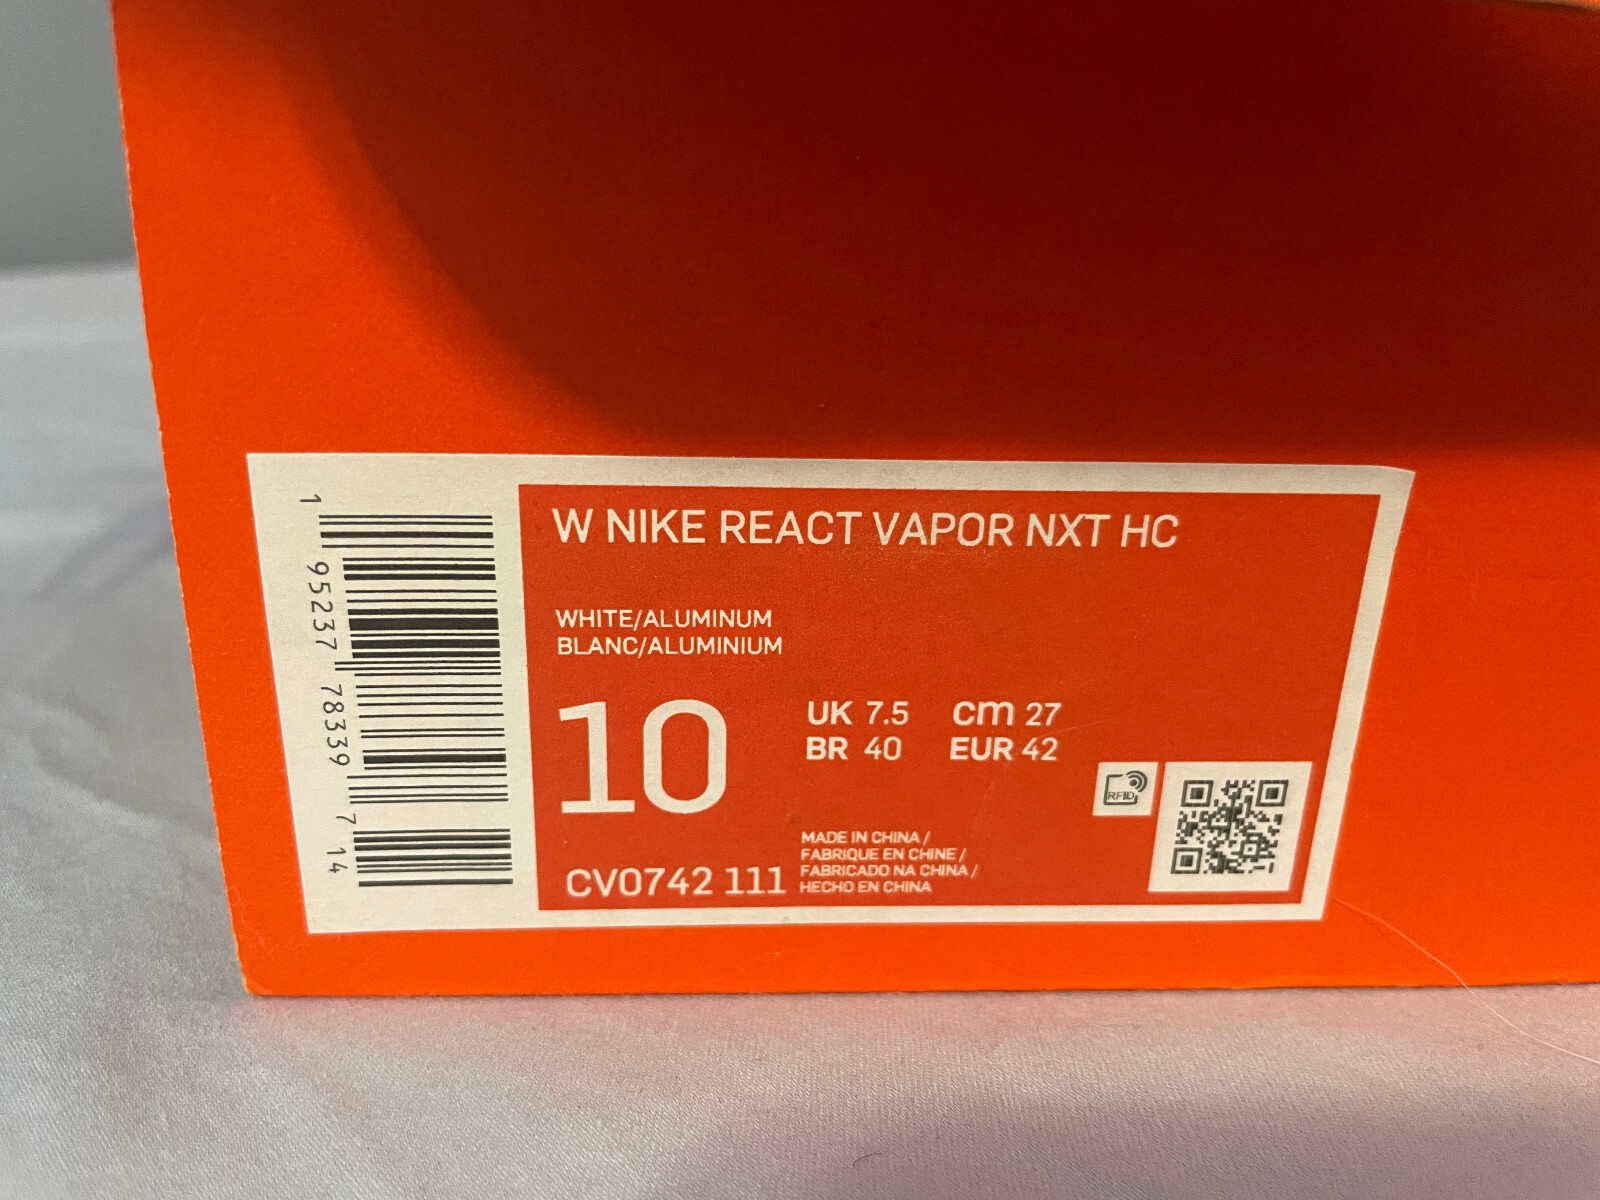 W NIKE REACT VAPOR NXT HC
WHITE/ALUMINUM
BLANC/ALUMINIUM
10
UK 7.5 cm 27
BR 40 EUR 42
RFID
CV0742 111
MADE IN CHINA /
FABRIQUE EN CHINE /
FABRICADO NA CHINA /
HECHO EN CHINA
1 95237 78339 7 14